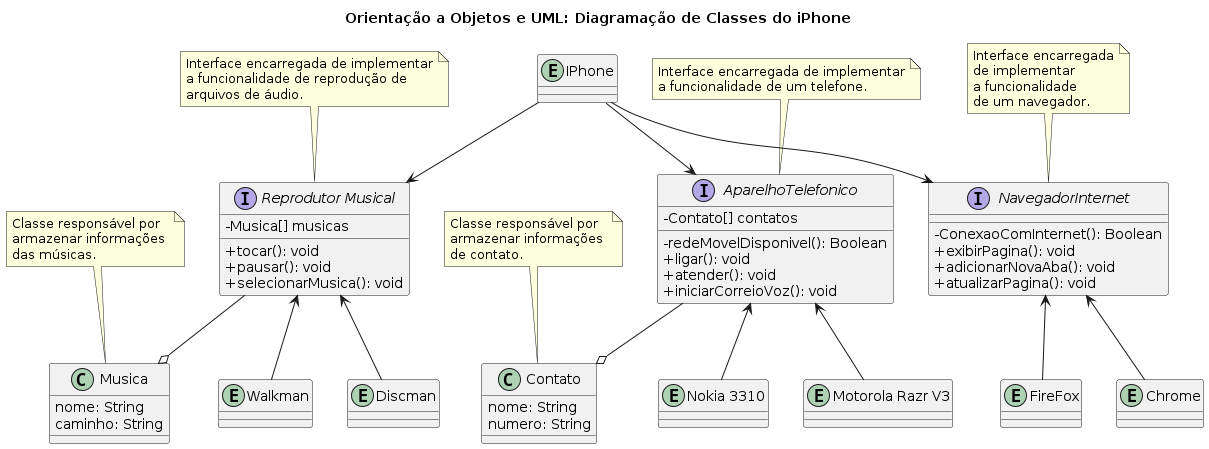 Orientação a Objetos e UML: Diagramação de Classes do iPhone
Interface encarregada de implementar
a funcionalidade de reprodução de
arquivos de áudio.
E IPhone
Interface encarregada de implementar
a funcionalidade de um telefone.
Interface encarregada
de implementar
a funcionalidade
de um navegador.
Classe responsável por
armazenar informações
das músicas.
I Reprodutor Musical
-Musica[] musicas
+tocar(): void
+pausar(): void
+selecionarMusica(): void
Classe responsável por
armazenar informações
de contato.
I AparelhoTelefonico
-Contato[] contatos
-redeMovelDisponivel(): Boolean
+ligar(): void
+atender(): void
+iniciarCorreioVoz(): void
I NavegadorInternet
-ConexaoComInternet(): Boolean
+exibirPagina(): void
+adicionarNovaAba(): void
+atualizarPagina(): void
C Musica
nome: String
caminho: String
E Walkman
E Discman
C Contato
nome: String
numero: String
E Nokia 3310
E Motorola Razr V3
E FireFox
E Chrome